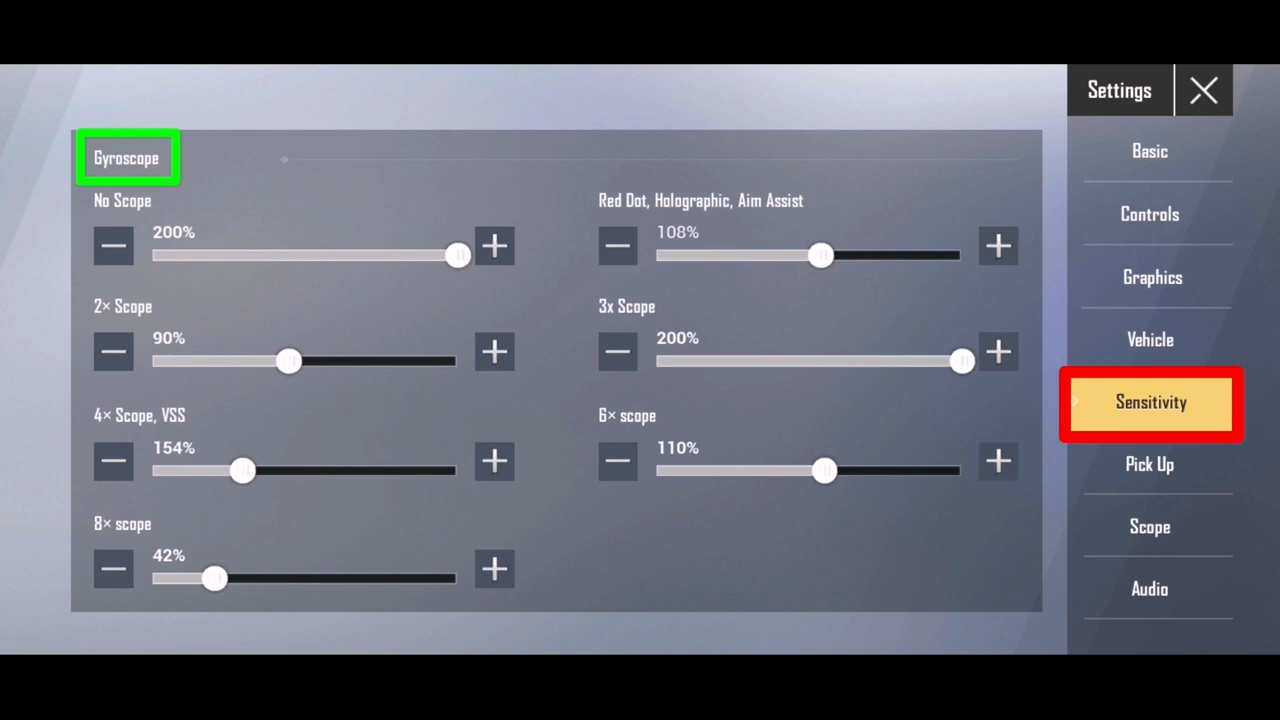 Settings
Gyroscope
No Scope
200%
Red Dot, Holographic, Aim Assist
108%
2× Scope
90%
3x Scope
200%
4× Scope, VSS
154%
6× scope
110%
8× scope
42%
Basic
Controls
Graphics
Vehicle
Sensitivity
Pick Up
Scope
Audio